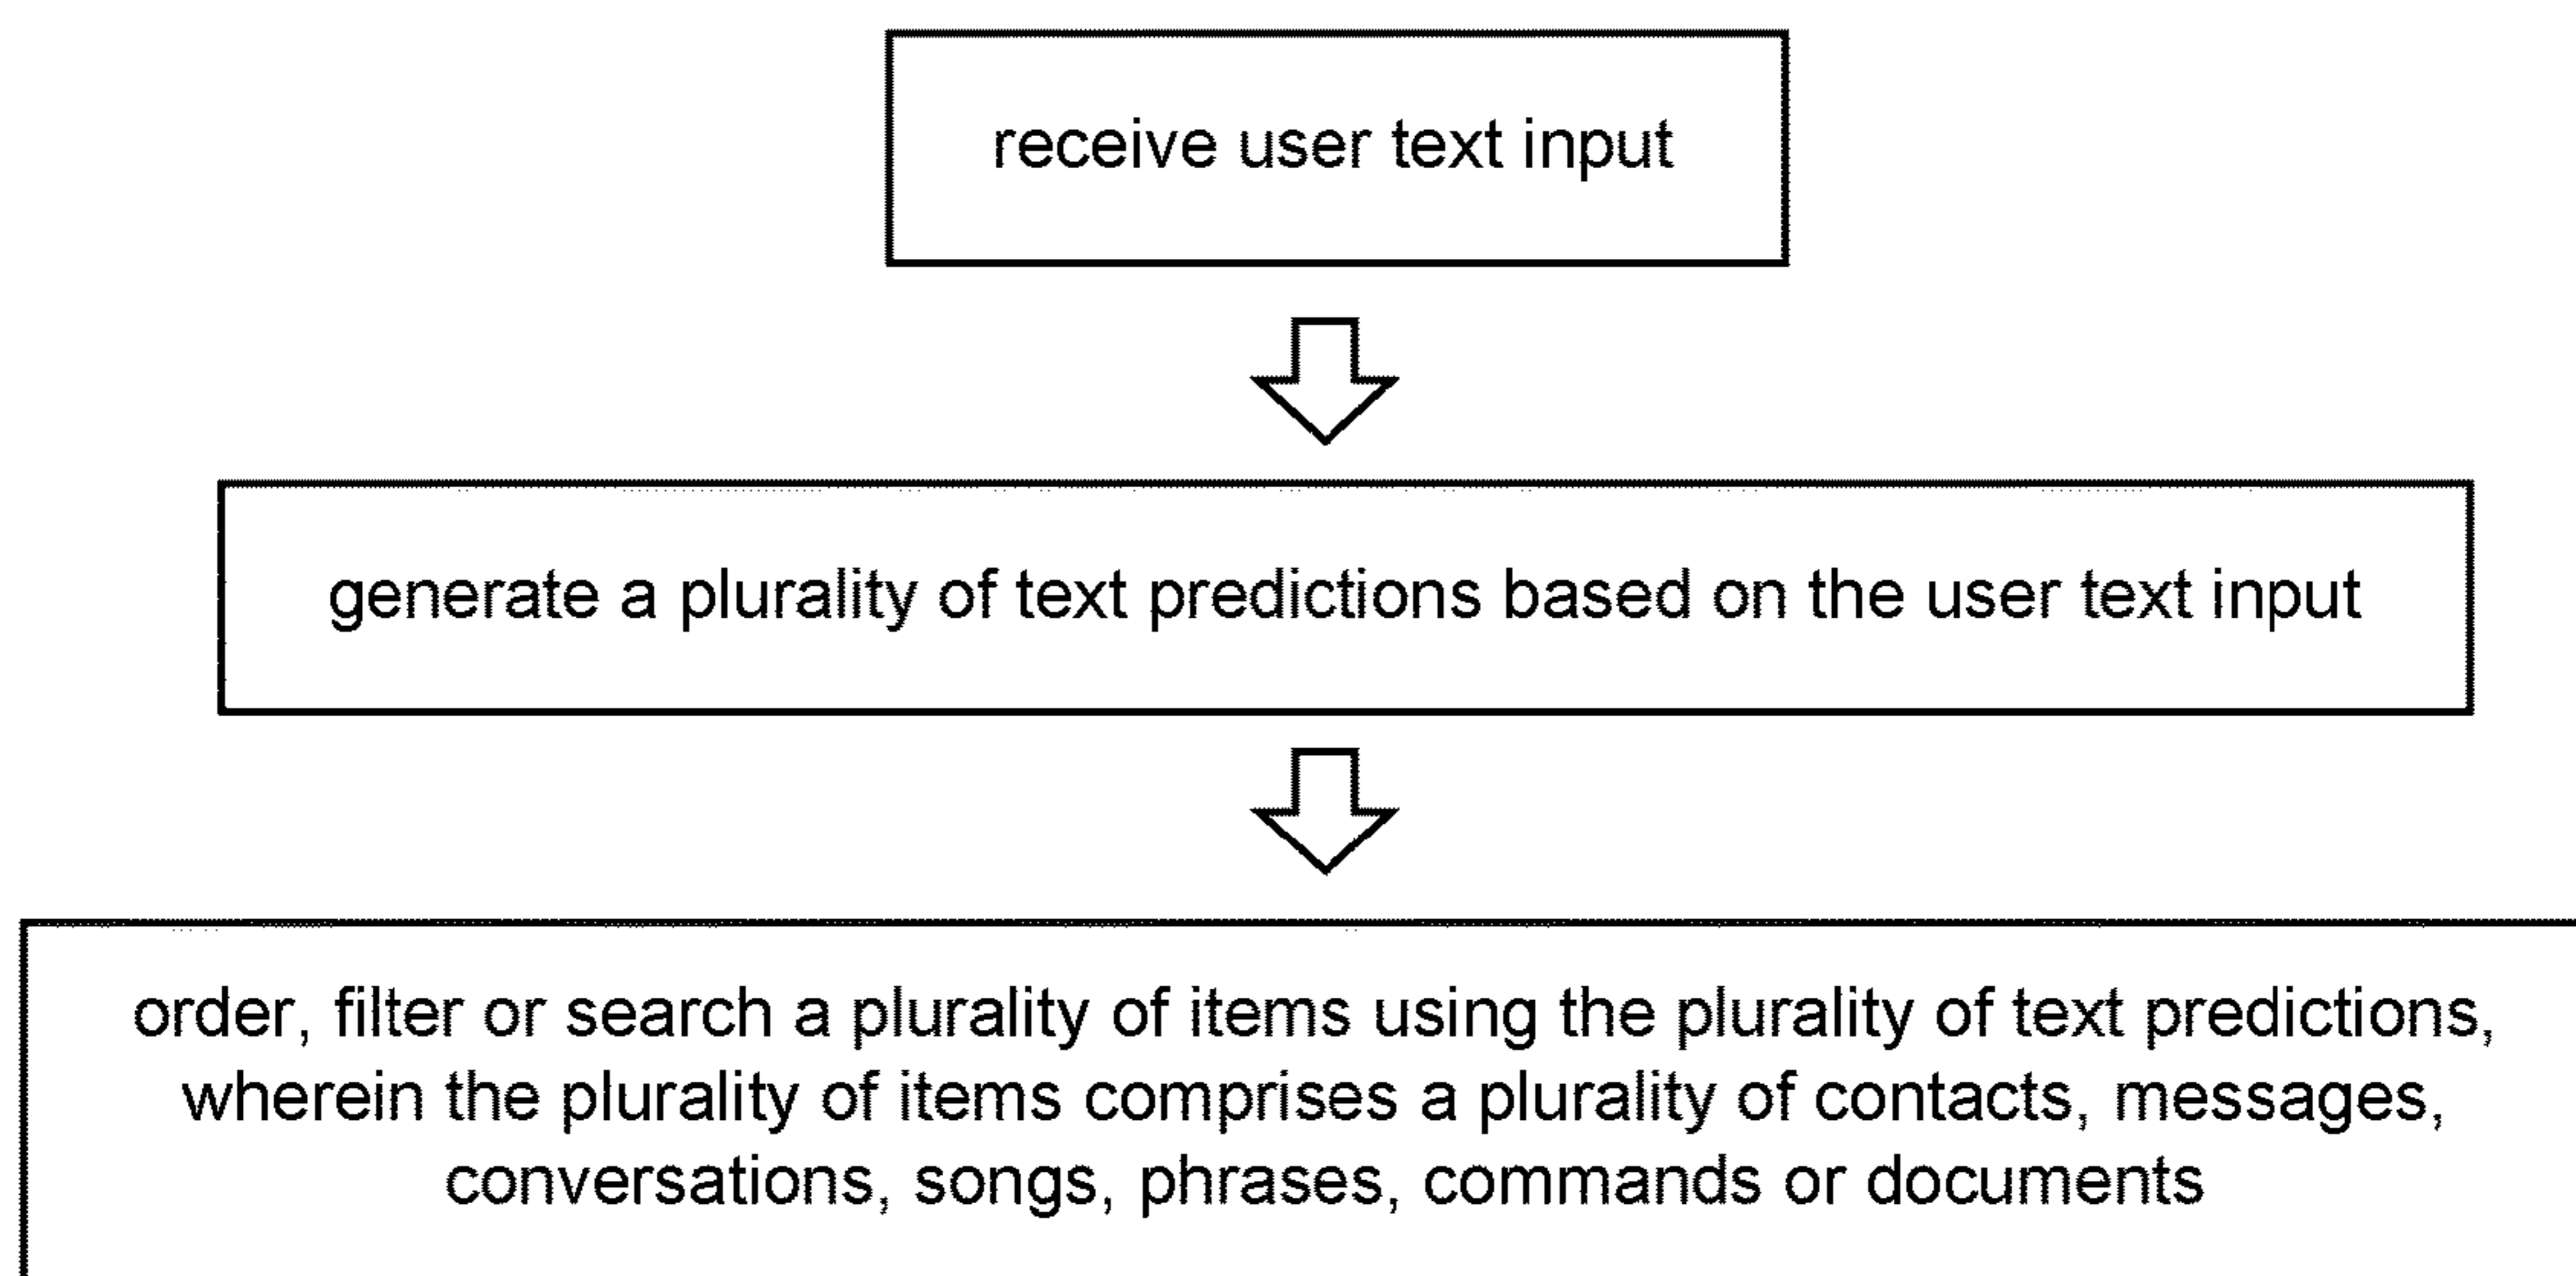 receive user text input
generate a plurality of text predictions based on the user text input
order, filter or search a plurality of items using the plurality of text predictions,
wherein the plurality of items comprises a plurality of contacts, messages,
conversations, songs, phrases, commands or documents